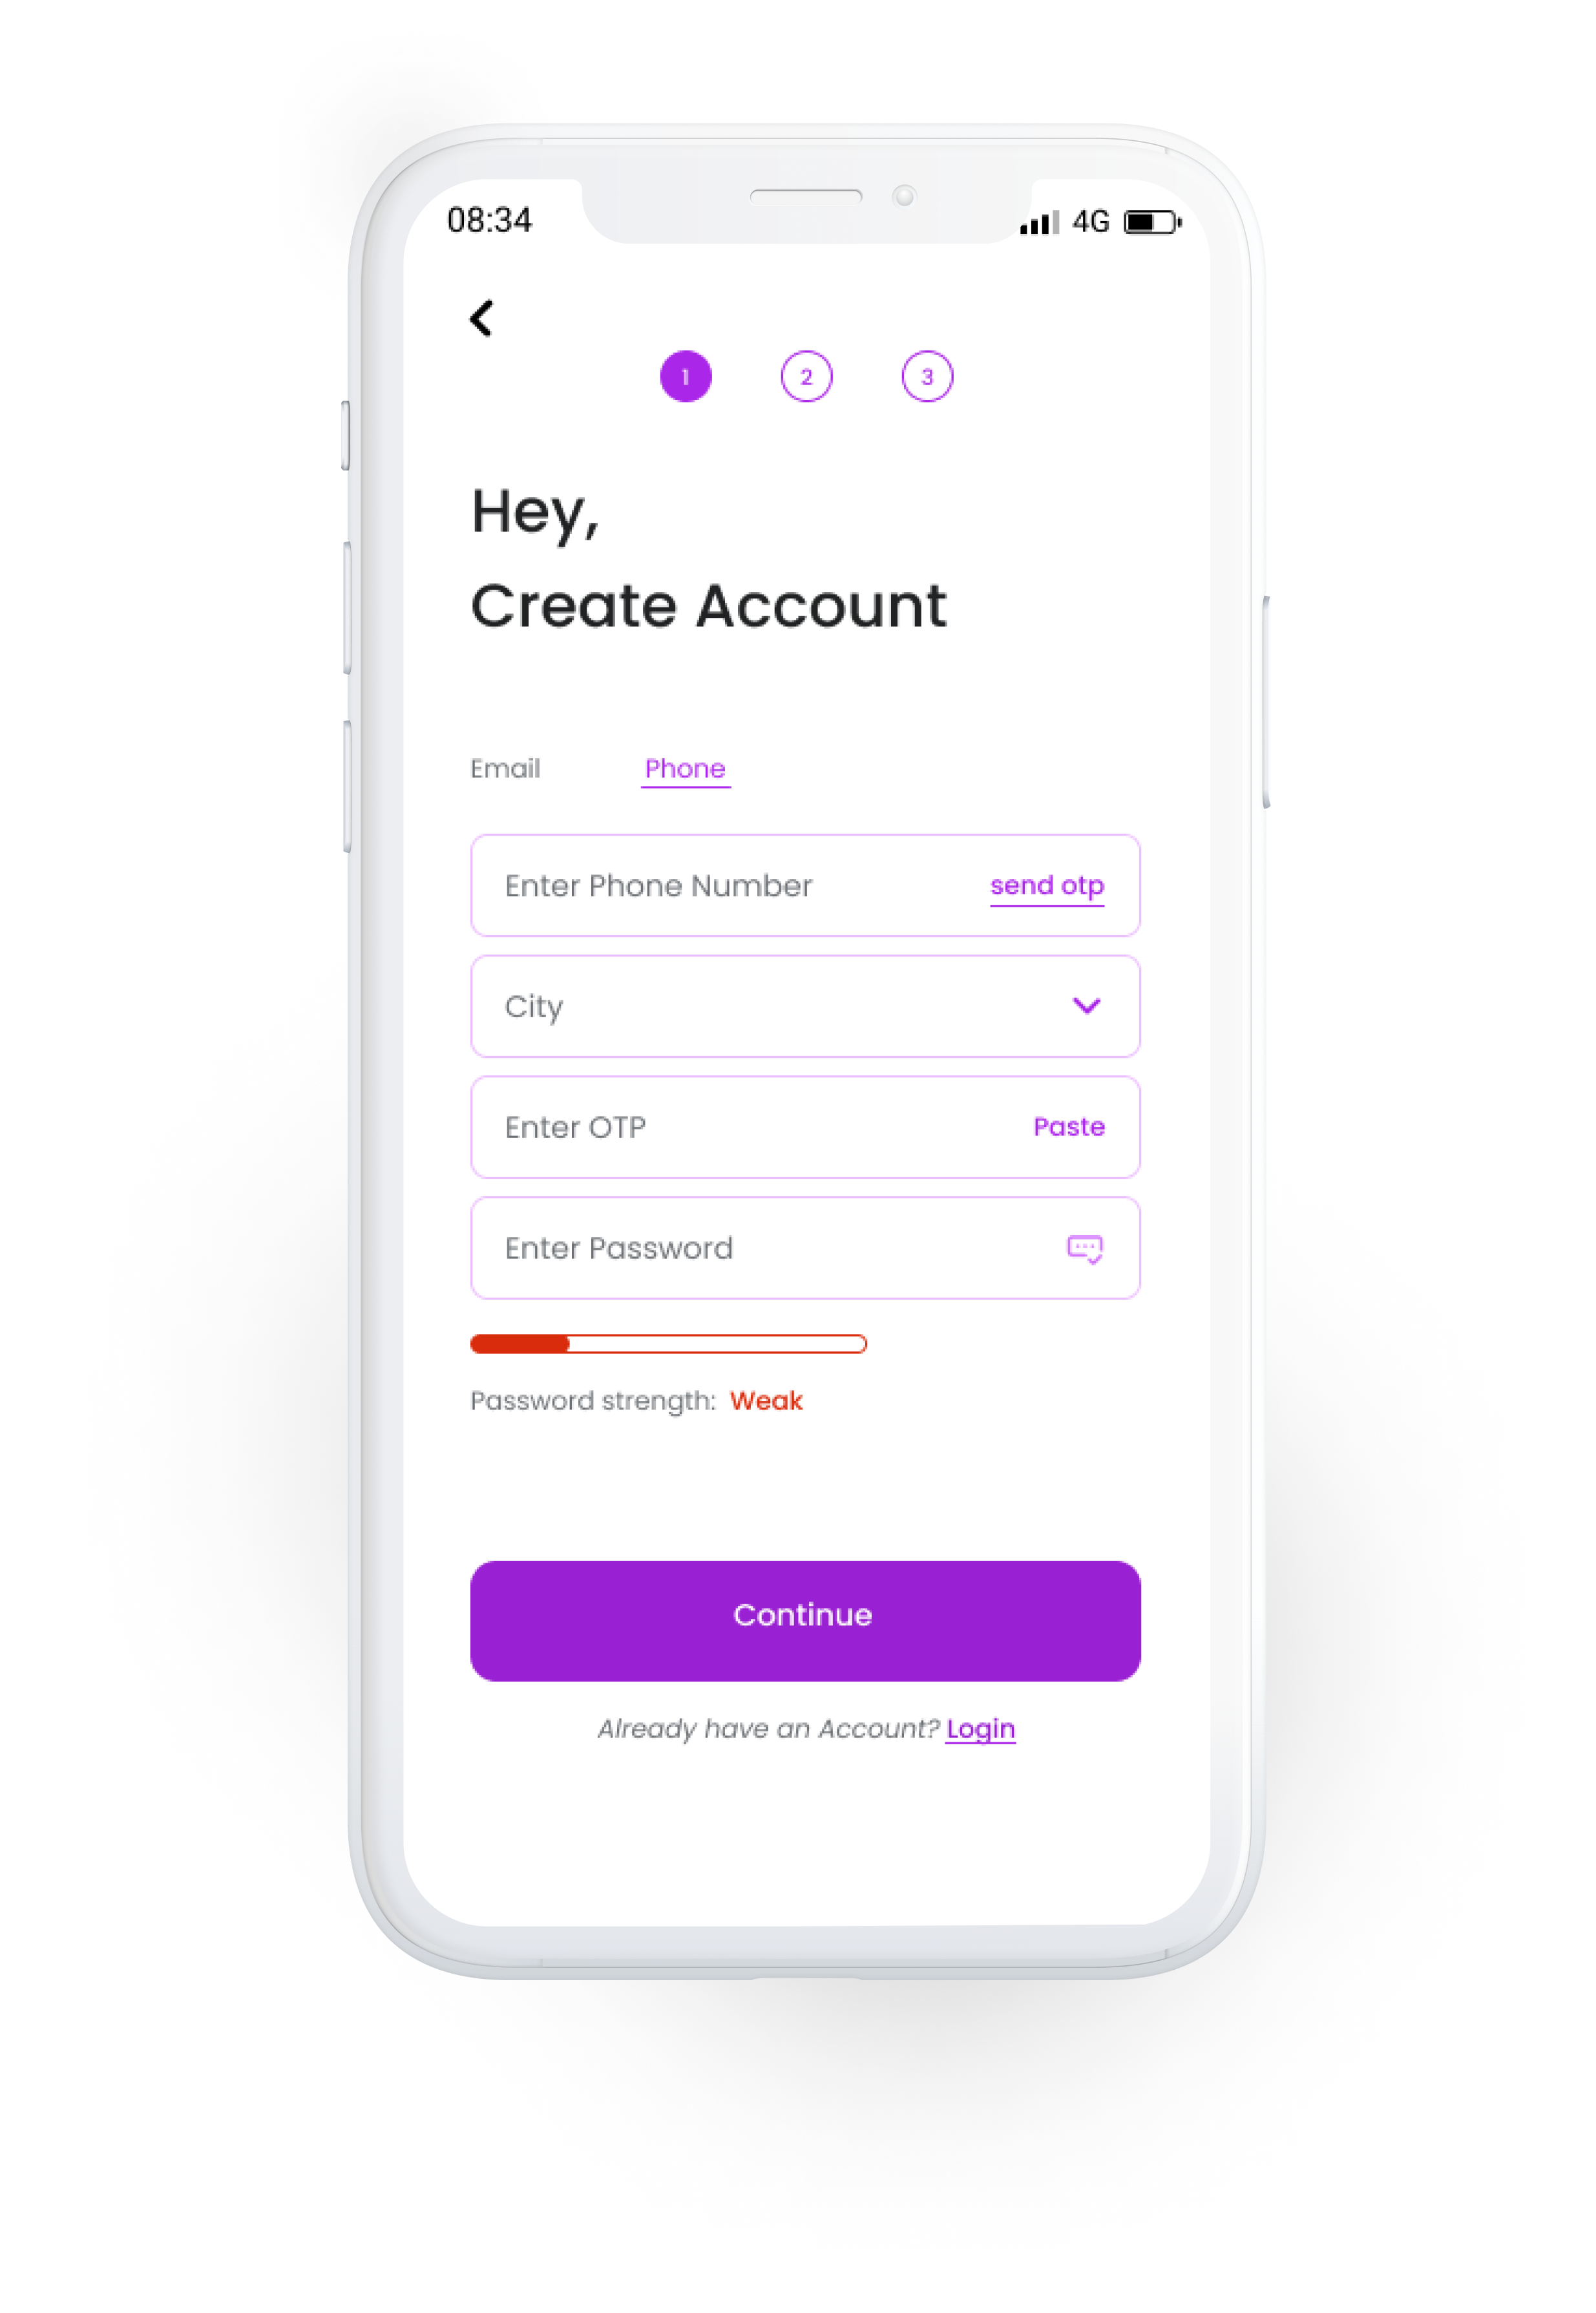 08:34 4G
1 2 3
Hey,
Create Account
Email Phone
Enter Phone Number send otp
City
Enter OTP Paste
Enter Password
Password strength: Weak
Continue
Already have an Account? Login